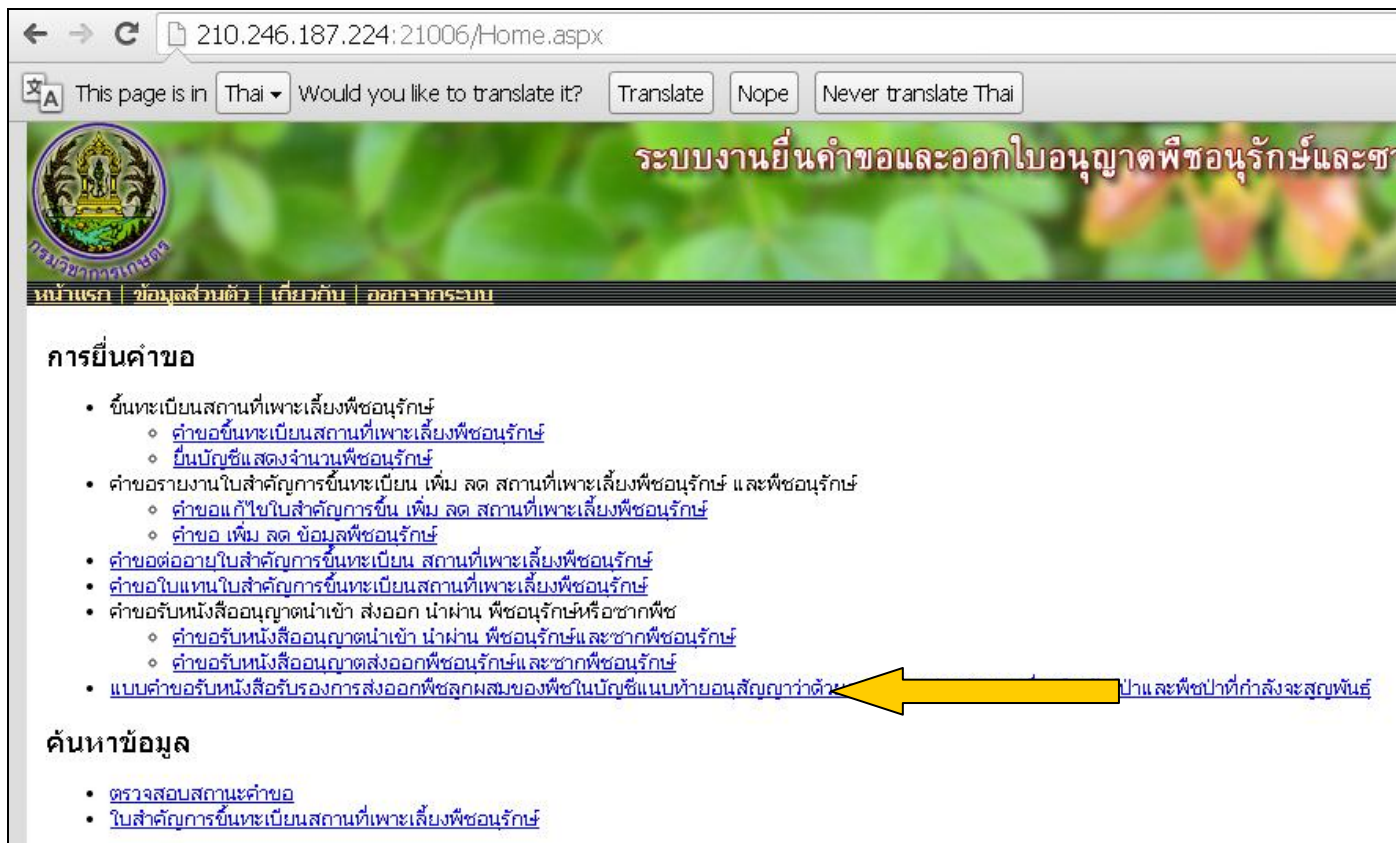 210.246.187.224:21006/Home.aspx
This page is in Thai Would you like to translate it? Translate Nope Never translate Thai
ระบบงานยื่นคำขอและออกใบอนุญาตพืชอนุรักษ์และซา
กรมวิชาการเกษตร
หน้าแรก | ข้อมูลส่วนตัว | เกี่ยวกับ | ออกจากระบบ
การยื่นคำขอ
ขึ้นทะเบียนสถานที่เพาะเลี้ยงพืชอนุรักษ์
คำขอขึ้นทะเบียนสถานที่เพาะเลี้ยงพืชอนุรักษ์
ยื่นบัญชีแสดงจำนวนพืชอนุรักษ์
คำขอรายงานใบสำคัญการขึ้นทะเบียน เพิ่ม ลด สถานที่เพาะเลี้ยงพืชอนุรักษ์ และพืชอนุรักษ์
คำขอแก้ไขใบสำคัญการขึ้น เพิ่ม ลด สถานที่เพาะเลี้ยงพืชอนุรักษ์
คำขอ เพิ่ม ลด ข้อมูลพืชอนุรักษ์
คำขอต่ออายุใบสำคัญการขึ้นทะเบียน สถานที่เพาะเลี้ยงพืชอนุรักษ์
คำขอใบแทนใบสำคัญการขึ้นทะเบียนสถานที่เพาะเลี้ยงพืชอนุรักษ์
คำขอรับหนังสืออนุญาตนำเข้า ส่งออก นำผ่าน พืชอนุรักษ์หรือซากพืช
คำขอรับหนังสืออนุญาตนำเข้า นำผ่าน พืชอนุรักษ์และซากพืชอนุรักษ์
คำขอรับหนังสืออนุญาตส่งออกพืชอนุรักษ์และซากพืชอนุรักษ์
แบบคำขอรับหนังสือรับรองการส่งออกพืชลูกผสมของพืชในบัญชีแนบท้ายอนุสัญญาว่าด้วย ป่าและพืชป่าที่กำลังจะสูญพันธุ์
ค้นหาข้อมูล
ตรวจสอบสถานะคำขอ
ใบสำคัญการขึ้นทะเบียนสถานที่เพาะเลี้ยงพืชอนุรักษ์